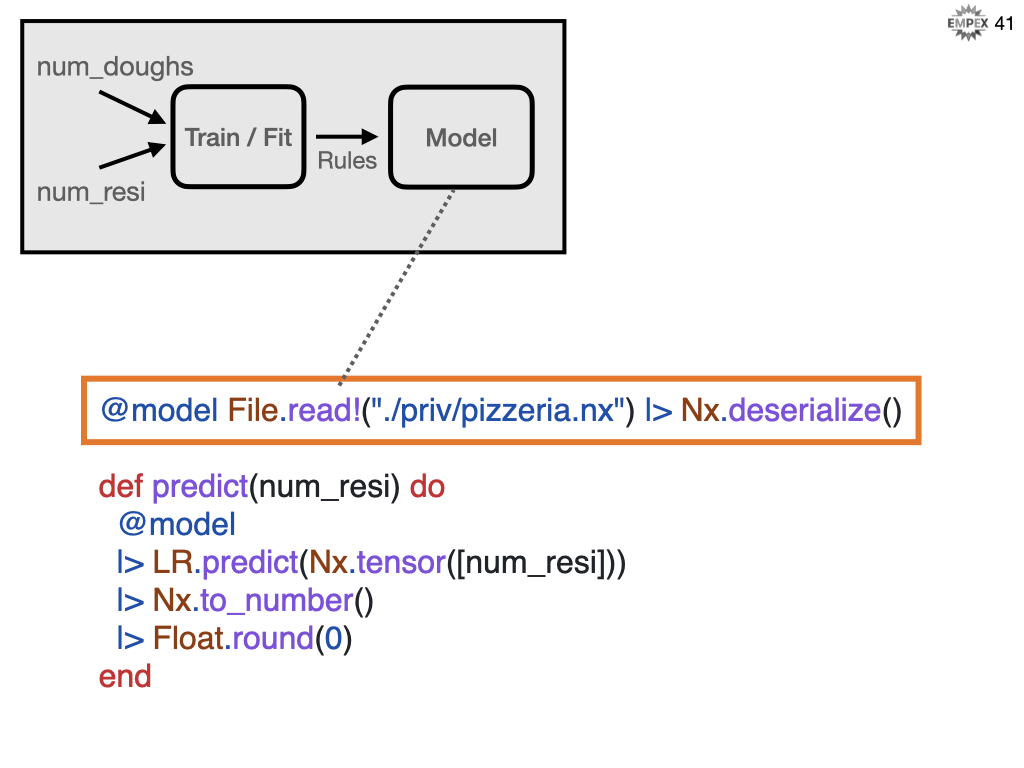 EMPEX 41
num_doughs
Train / Fit
Rules
Model
num_resi
@model File.read!("./priv/pizzeria.nx") |> Nx.deserialize()
def predict(num_resi) do
@model
|> LR.predict(Nx.tensor([num_resi]))
|> Nx.to_number()
|> Float.round(0)
end